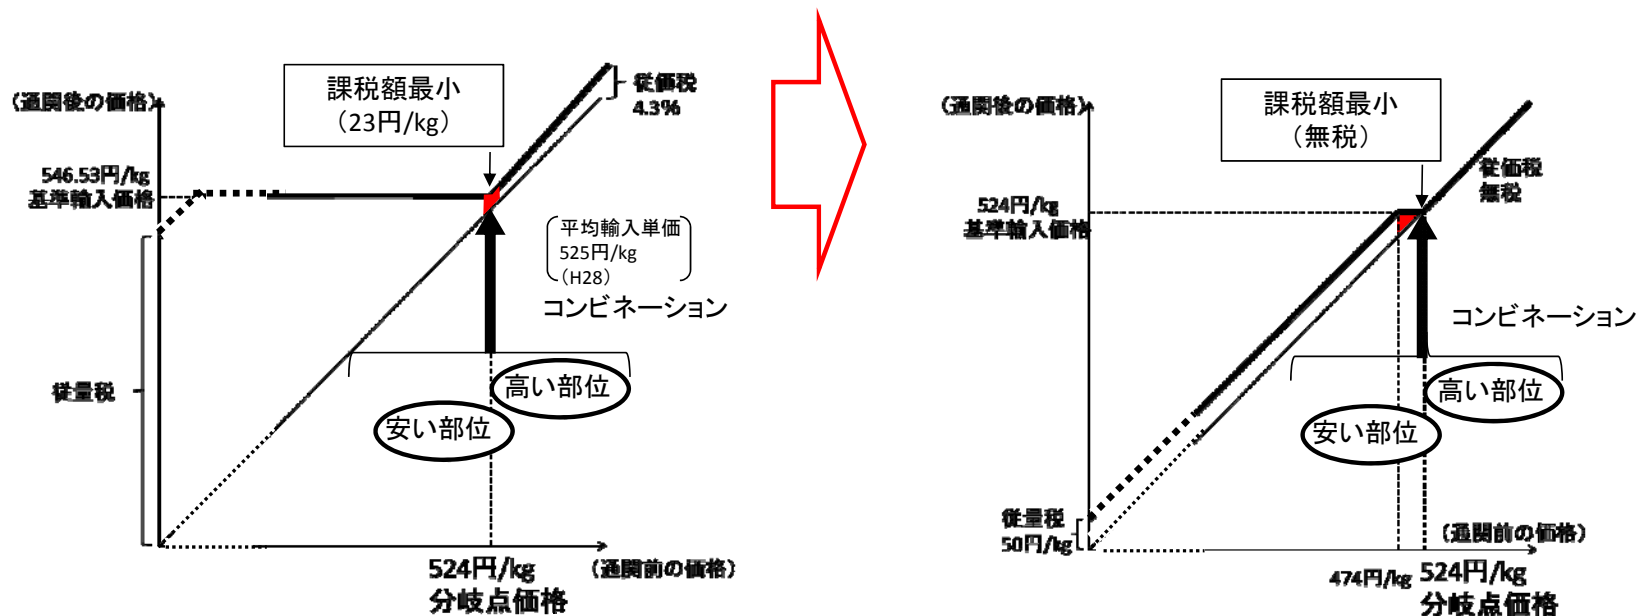 課税額最小
（23円/kg）
従価税
4.3%
（通関後の価格）
546.53円/kg
基準輸入価格
平均輸入単価
525円/kg
（H28）
コンビネーション
従量税
高い部位
安い部位
524円/kg
分岐点価格
（通関前の価格）
課税額最小
（無税）
（通関後の価格）
従価税
無税
524円/kg
基準輸入価格
コンビネーション
高い部位
安い部位
従量税
50円/kg
（通関前の価格）
474円/kg
524円/kg
分岐点価格